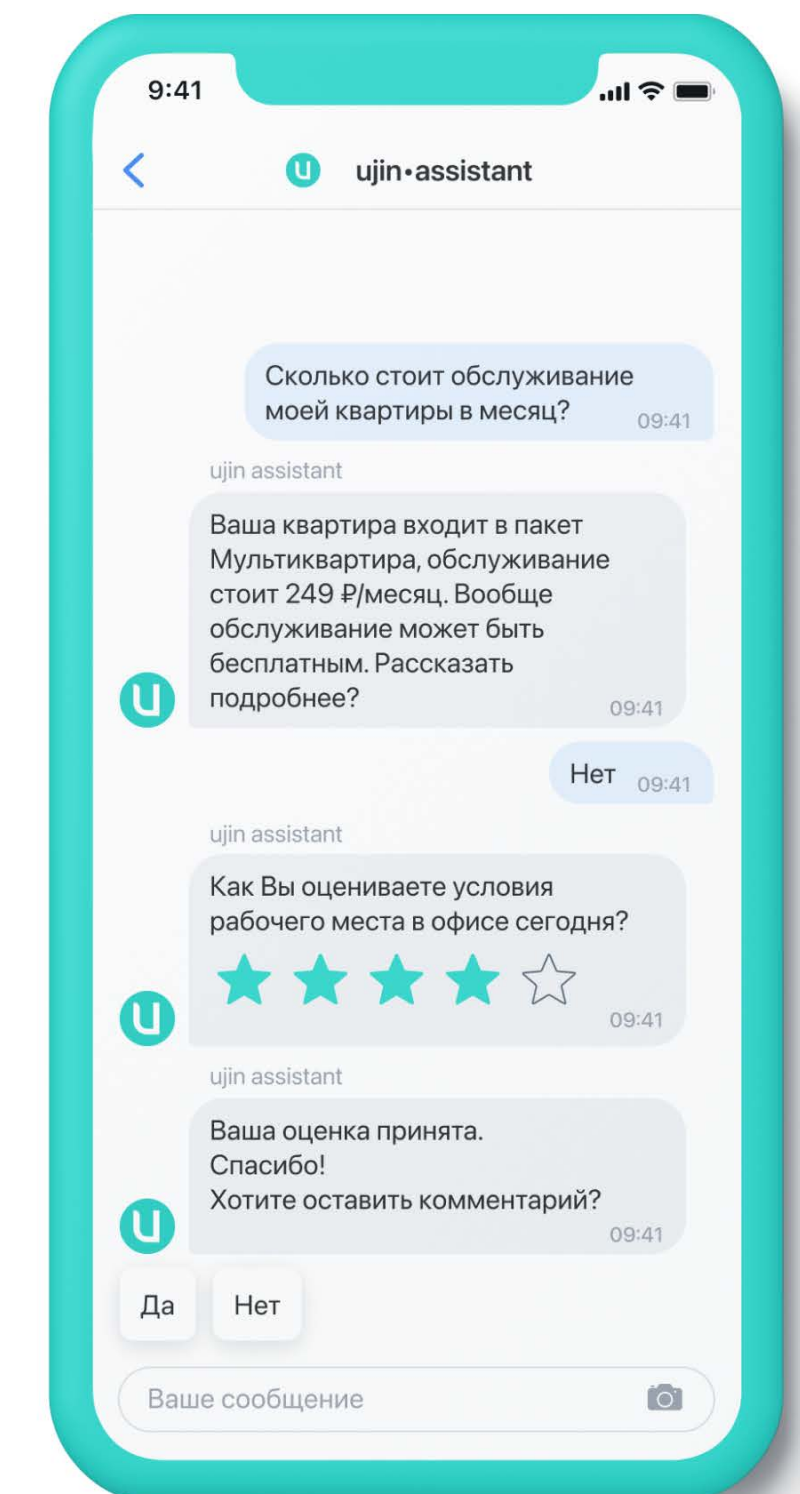 9:41
ujin•assistant
Сколько стоит обслуживание
моей квартиры в месяц?
09:41
ujin assistant
Ваша квартира входит в пакет
Мультиквартира, обслуживание
стоит 249 ₽/месяц. Вообще
обслуживание может быть
бесплатным. Рассказать
подробнее?
09:41
Нет
09:41
ujin assistant
Как Вы оцениваете условия
рабочего места в офисе сегодня?
09:41
ujin assistant
Ваша оценка принята.
Спасибо!
Хотите оставить комментарий?
09:41
Да
Нет
Ваше сообщение